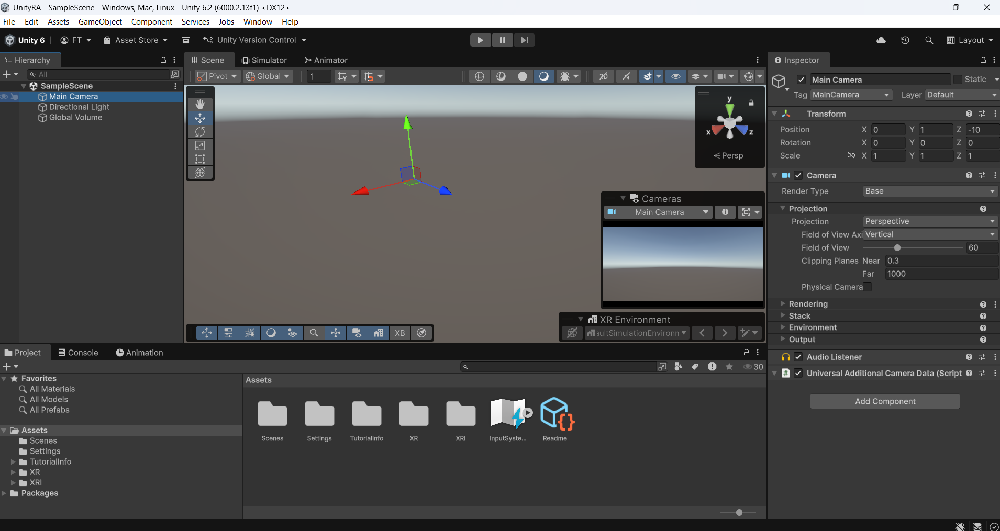 UnityRA - SampleScene - Windows, Mac, Linux - Unity 6.2 (6000.2.13f1) <DX12>
File Edit Assets GameObject Component Services Jobs Window Help
Unity 6 FT Asset Store Unity Version Control Layout
Hierarchy
All
SampleScene
Main Camera
Directional Light
Global Volume
Scene Simulator Animator
Pivot Global 1 2D
y
x z
Persp
Cameras
Main Camera
XR Environment
aultSimulationEnvironn
XB
Inspector
Main Camera Static
Tag MainCamera Layer Default
Transform
Position X 0 Y 1 Z -10
Rotation X 0 Y 0 Z 0
Scale X 1 Y 1 Z 1
Camera
Render Type Base
Projection
Projection Perspective
Field of View Axi Vertical
Field of View 60
Clipping Planes Near 0.3
Far 1000
Physical Camera
Rendering
Stack
Environment
Output
Audio Listener
# Universal Additional Camera Data (Script
Add Component
Project Console Animation
30
Favorites
All Materials
All Models
All Prefabs
Assets
Scenes
Settings
TutorialInfo
XR
XRI
Packages
Assets
Scenes Settings TutorialInfo XR XRI InputSyste... Readme